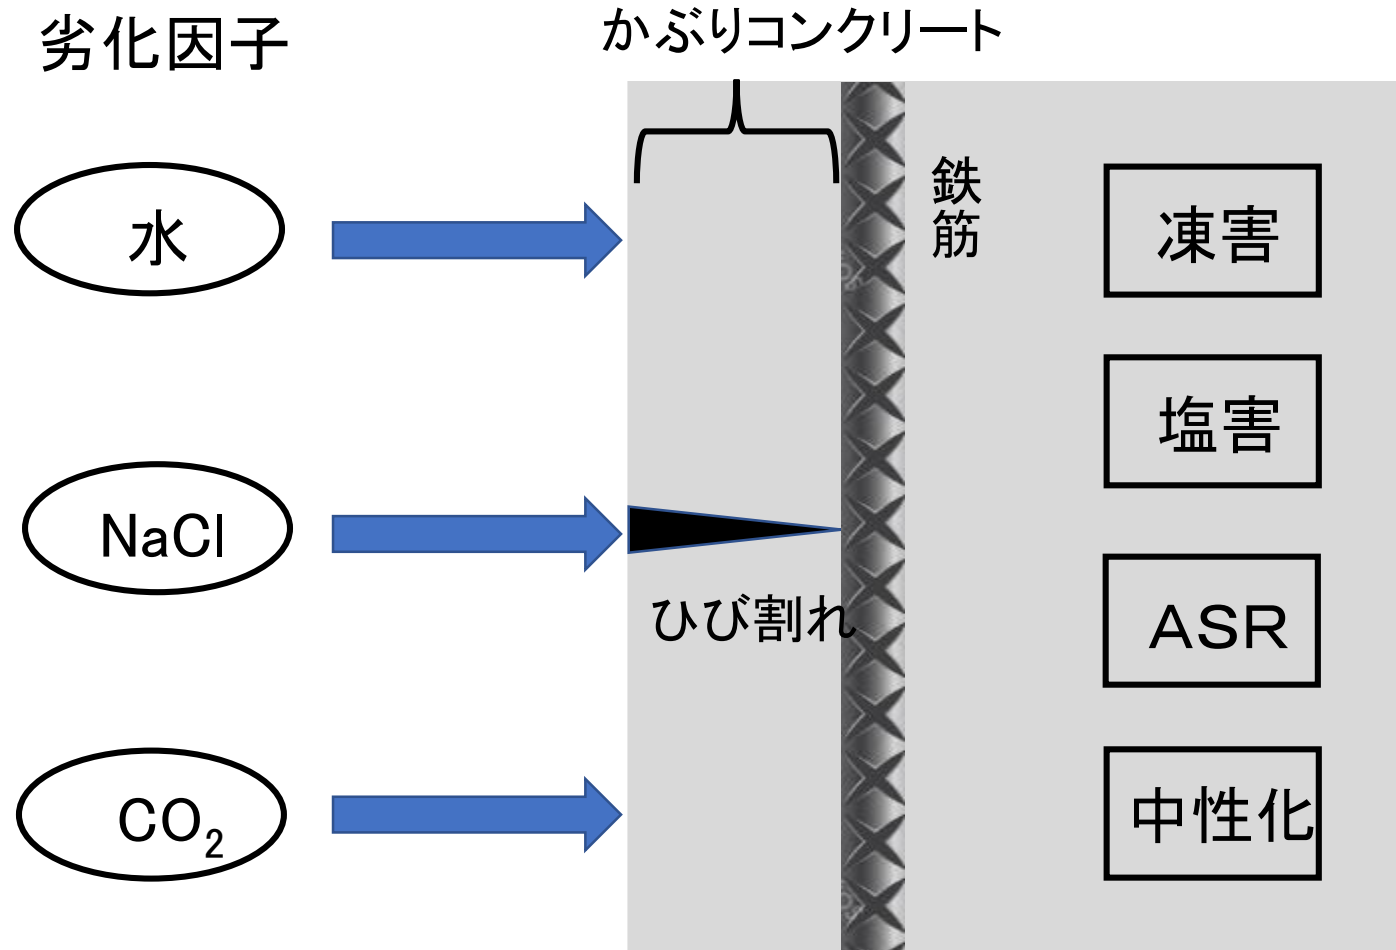 劣化因子
かぶりコンクリート
水
NaCl
CO₂
ひび割れ
鉄筋
凍害
塩害
ASR
中性化